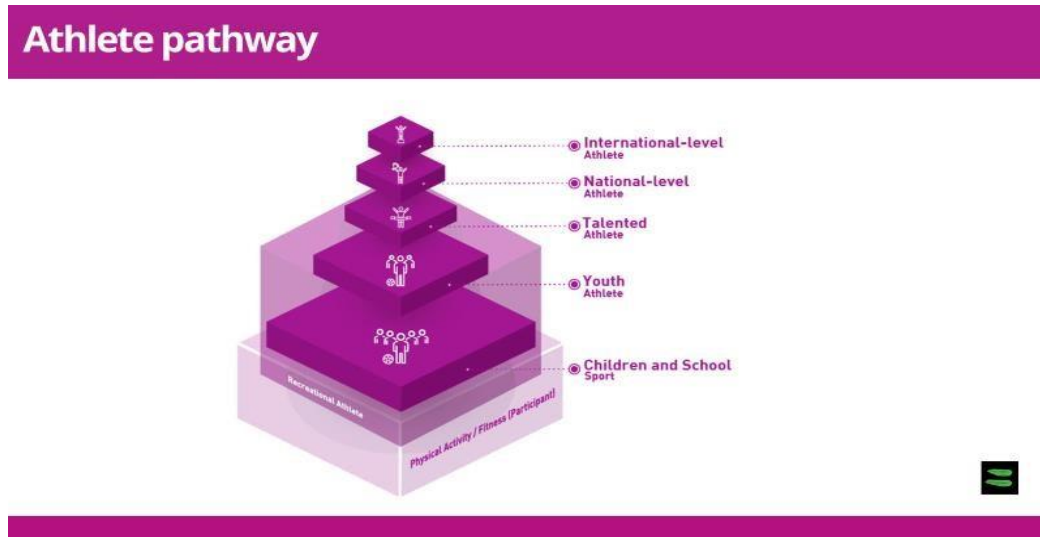 Athlete pathway
International-level
Athlete
National-level
Athlete
Talented
Athlete
Youth
Athlete
Children and School
Sport
Recreational Athlete
Physical Activity / Fitness (Participant)